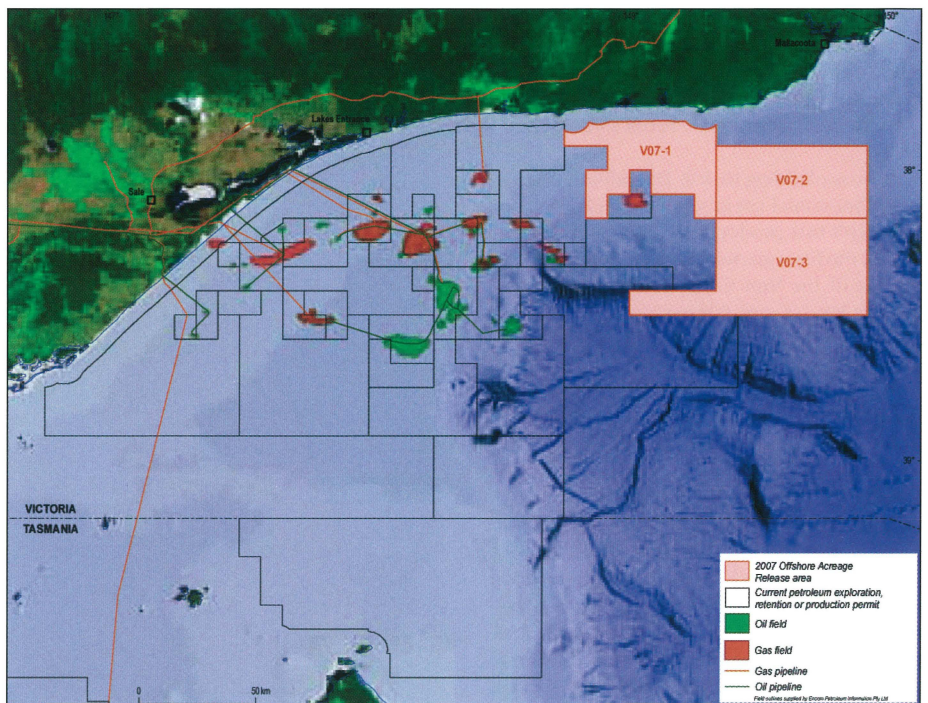 150°
Mallacoota
Lakes Entrance
V07-1
38°
V07-2
Sale
V07-3
39°
VICTORIA
TASMANIA
2007 Offshore Acreage
Release area
Current petroleum exploration,
retention or production permit
Oil field
Gas field
Gas pipeline
Oil pipeline
0 50 km
Field outlines supplied by Encom Petroleum Information Pty Ltd